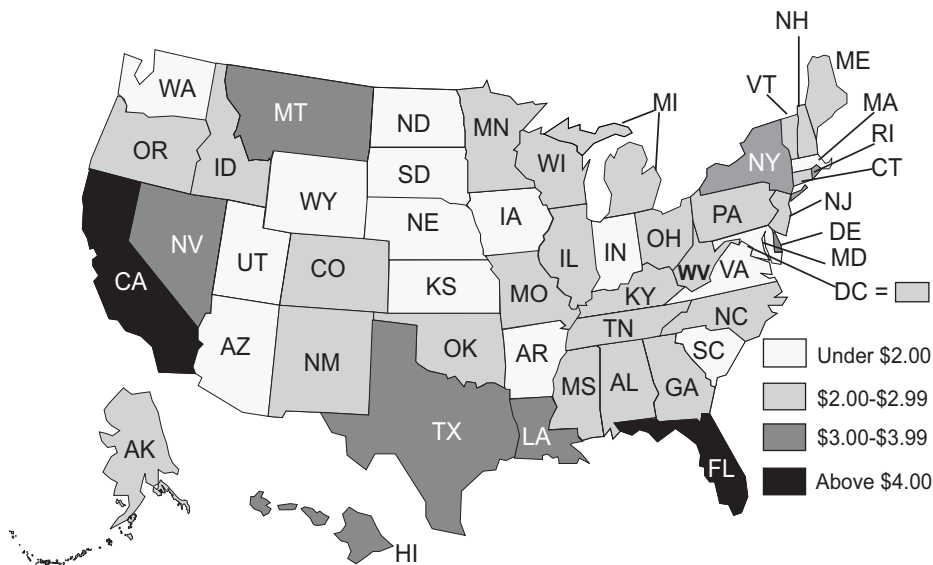 NH
ME
VT
MA
RI
CT
NJ
DE
MD
DC =
MI
WA
MT
ND
MN
OR
ID
SD
WI
NY
WY
NE
IA
PA
NV
UT
CO
KS
IL
IN
OH
WV
VA
CA
MO
KY
AZ
NM
OK
AR
TN
NC
SC
MS
AL
GA
TX
LA
FL
AK
HI
Under $2.00
$2.00-$2.99
$3.00-$3.99
Above $4.00